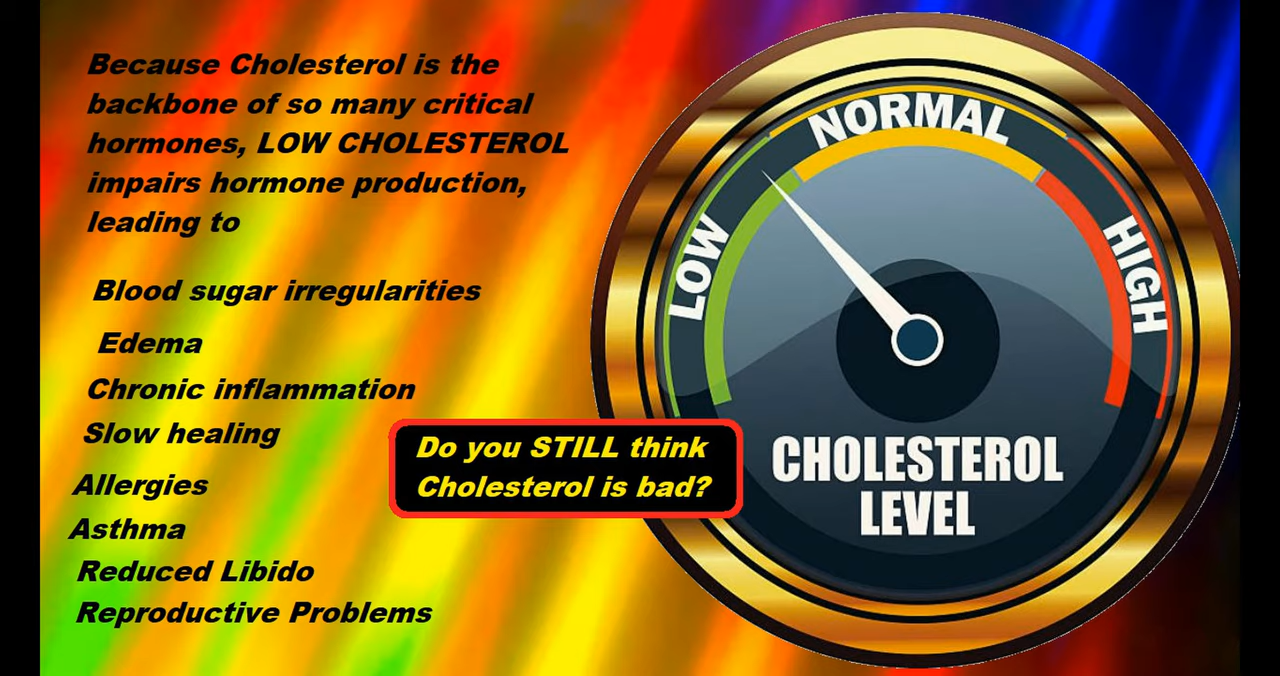 Because Cholesterol is the
backbone of so many critical
hormones, LOW CHOLESTEROL
impairs hormone production,
leading to
Blood sugar irregularities
Edema
Chronic inflammation
Slow healing
Allergies
Asthma
Reduced Libido
Reproductive Problems
Do you STILL think
Cholesterol is bad?
LOW
NORMAL
HIGH
CHOLESTEROL
LEVEL